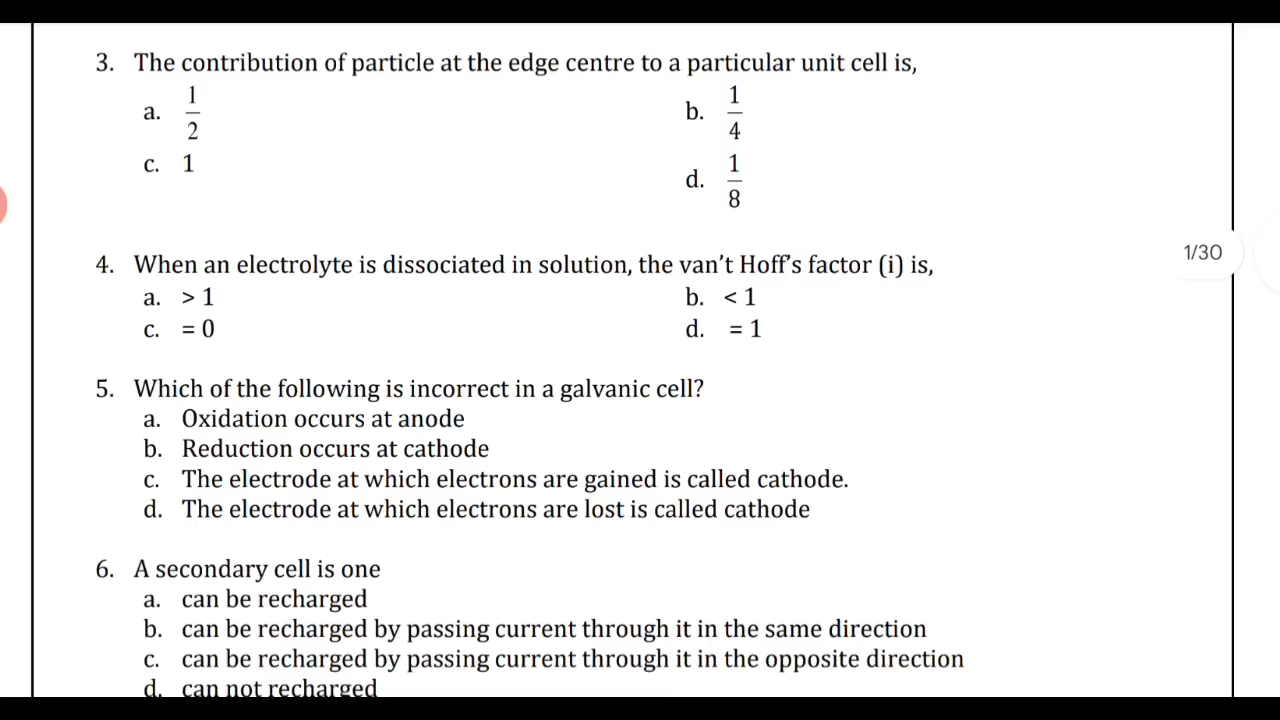 3. The contribution of particle at the edge centre to a particular unit cell is,
a. 1/2 b. 1/4
c. 1 d. 1/8
1/30
4. When an electrolyte is dissociated in solution, the van't Hoff's factor (i) is,
a. > 1 b. < 1
c. = 0 d. = 1
5. Which of the following is incorrect in a galvanic cell?
a. Oxidation occurs at anode
b. Reduction occurs at cathode
c. The electrode at which electrons are gained is called cathode.
d. The electrode at which electrons are lost is called cathode
6. A secondary cell is one
a. can be recharged
b. can be recharged by passing current through it in the same direction
c. can be recharged by passing current through it in the opposite direction
d. can not recharged